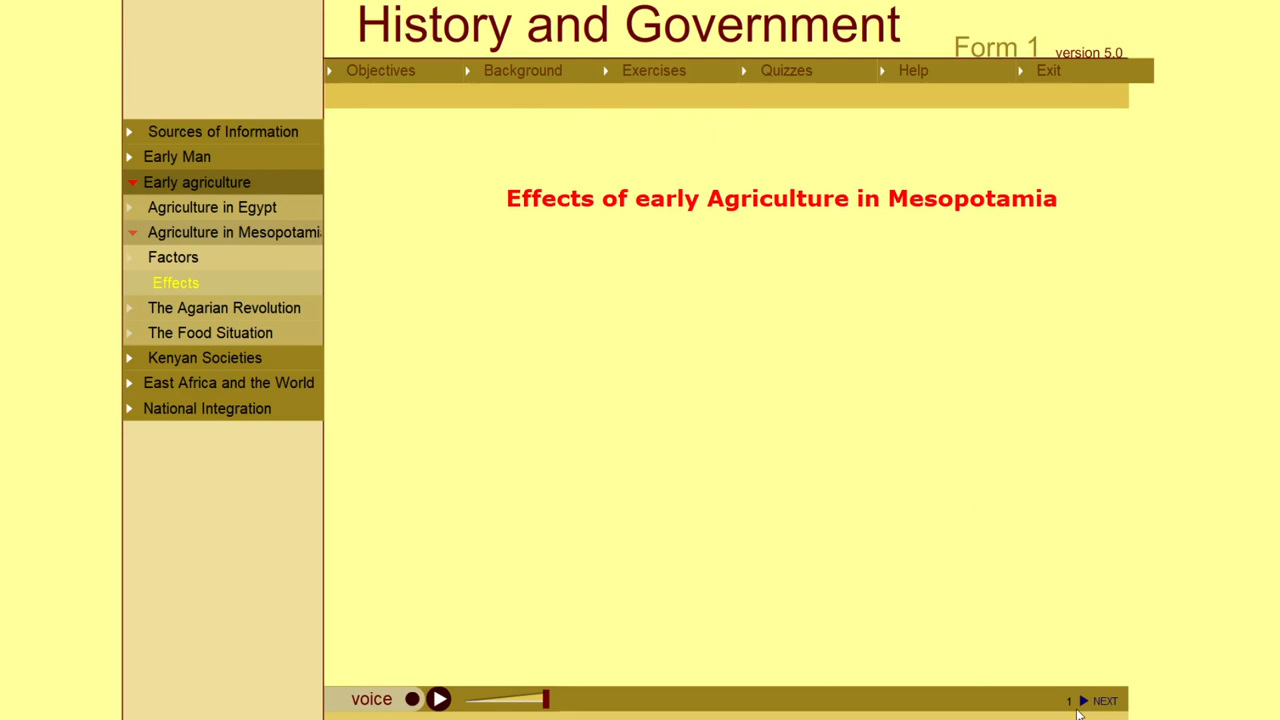 History and Government
Form 1 version 5.0
Objectives Background Exercises Quizzes Help Exit
Sources of Information
Early Man
Early agriculture
Agriculture in Egypt
Agriculture in Mesopotami
Factors
Effects
The Agarian Revolution
The Food Situation
Kenyan Societies
East Africa and the World
National Integration
Effects of early Agriculture in Mesopotamia
voice
1 NEXT